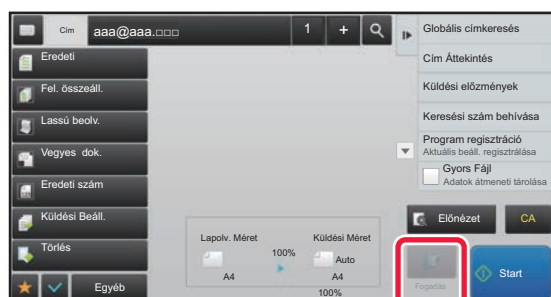 Cím
aaa@aaa.□□□
1
+
Globális címkeresés
Eredeti
Cím Áttekintés
Fel. összeáll.
Küldési előzmények
Lassú beolv.
Keresési szám behívása
Vegyes dok.
Program regisztráció
Aktuális beáll. regisztrálása
Gyors Fájl
Adatok átmeneti tárolása
Eredeti szám
Küldési Beáll.
Előnézet
CA
Törlés
Lapolv. Méret
Küldési Méret
100%
Auto
A4
A4
100%
Egyéb
Fogadás
Start